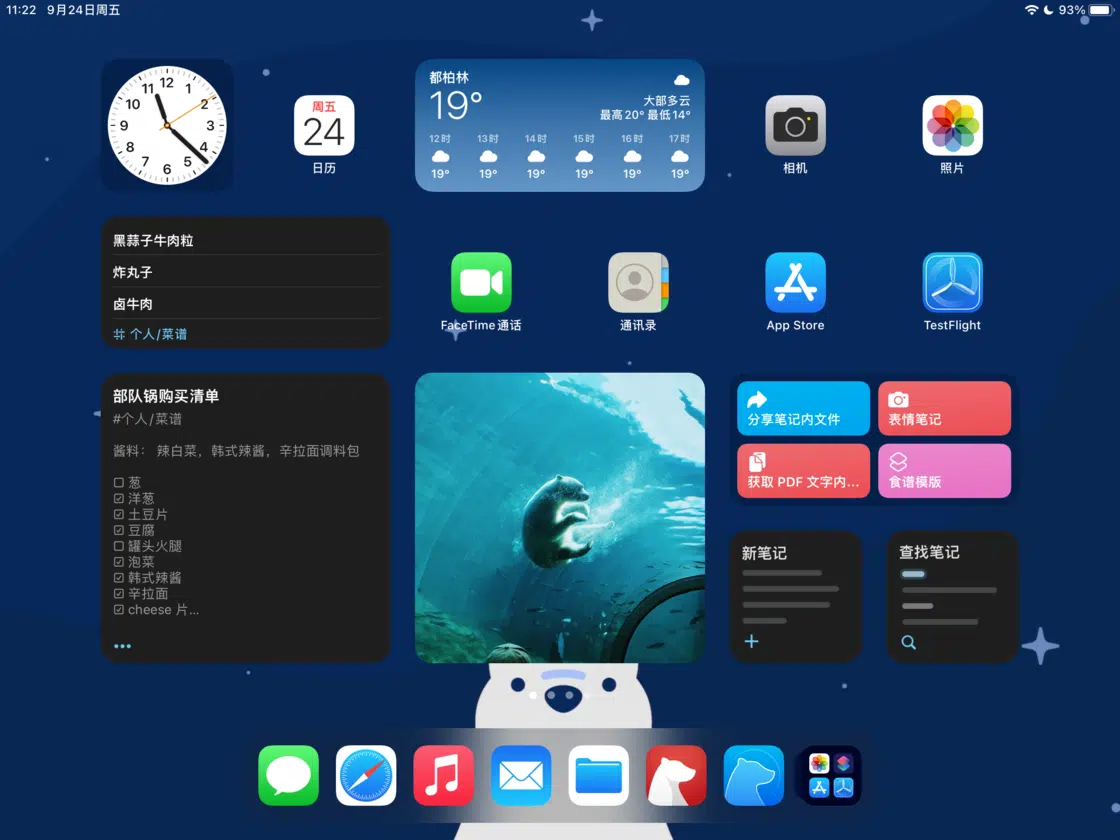 11:22 9月24日周五
93%
12
1
2
3
4
5
6
7
8
9
10
11
周五
24
日历
都柏林
19°
大部多云
最高20° 最低14°
12时 13时 14时 15时 16时 17时
19° 19° 19° 19° 19° 19°
相机
照片
黑蒜子牛肉粒
炸丸子
卤牛肉
个人/菜谱
FaceTime 通话
通讯录
App Store
TestFlight
部队锅购买清单
#个人/菜谱
酱料： 辣白菜，韩式辣酱，辛拉面调料包
葱
洋葱
土豆片
豆腐
罐头火腿
泡菜
韩式辣酱
辛拉面
cheese 片...
分享笔记内文件
表情笔记
获取 PDF 文字内...
食谱模版
新笔记
查找笔记